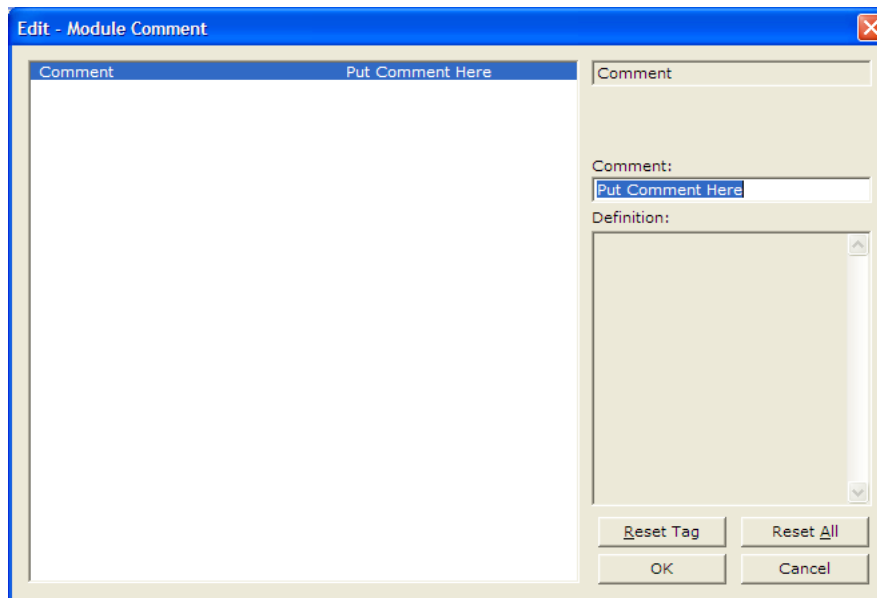 Edit - Module Comment
Comment Put Comment Here
Comment
Comment:
Put Comment Here
Definition:
Reset Tag Reset All
OK Cancel